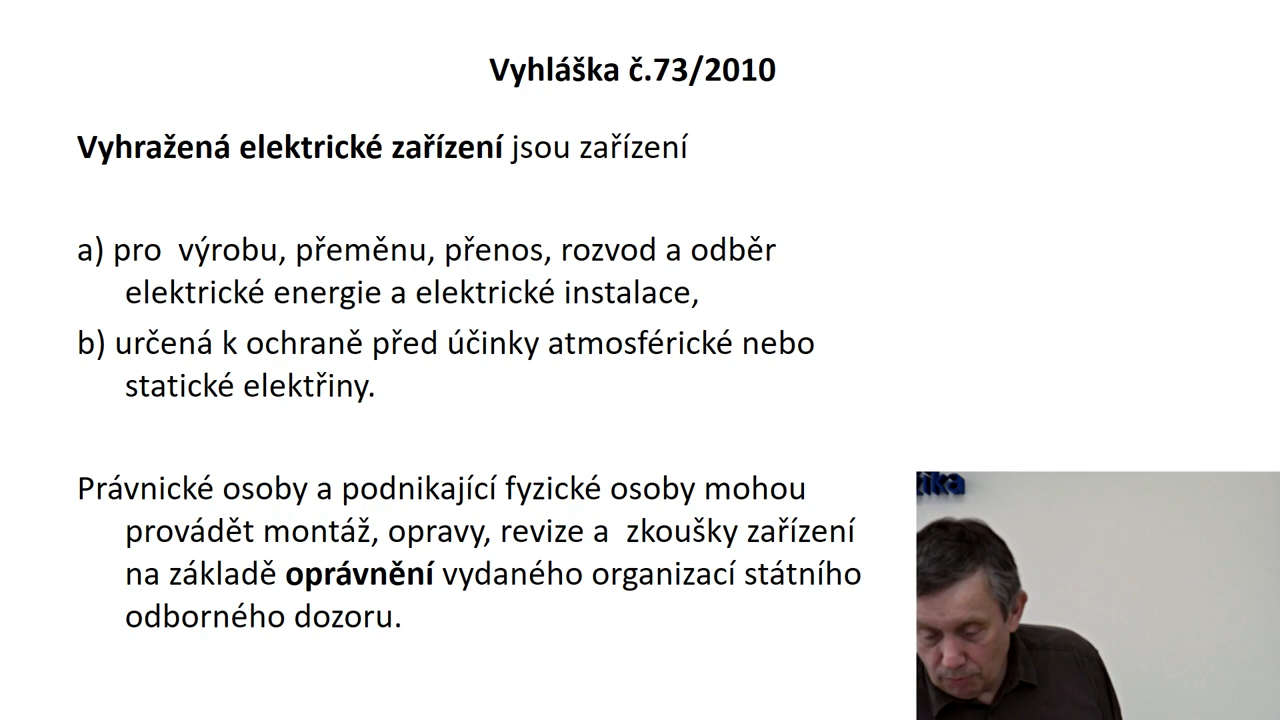 Vyhláška č.73/2010
Vyhražená elektrické zařízení jsou zařízení
a) pro výrobu, přeměnu, přenos, rozvod a odběr
elektrické energie a elektrické instalace,
b) určená k ochraně před účinky atmosférické nebo
statické elektřiny.
Právnické osoby a podnikající fyzické osoby mohou
provádět montáž, opravy, revize a zkoušky zařízení
na základě oprávnění vydaného organizací státního
odborného dozoru.